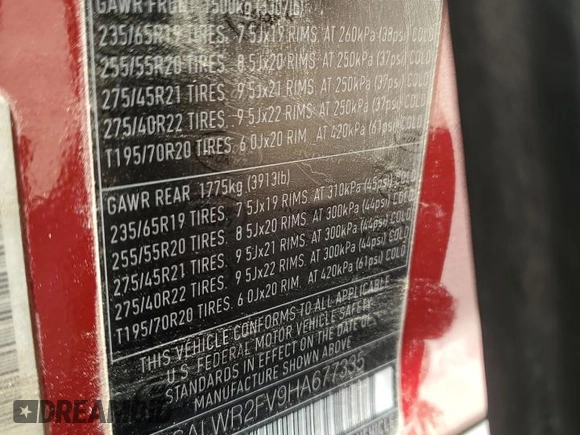 GAWR 1500kg (3307lb)
235/65R19 TIRES. 7 5Jx19 RIMS. AT 260kPa (38psi) COLD
255/55R20 TIRES. 8 5Jx20 RIMS. AT 250kPa (37psi) COLD
275/45R21 TIRES. 9 5Jx21 RIMS. AT 250kPa (37psi) COLD
275/40R22 TIRES. 9 5Jx22 RIMS. AT 250kPa (37psi) COLD
T195/70R20 TIRES. 6 0Jx20 RIM. AT 420kPa (61psi) COLD
GAWR REAR 1775kg (3913lb)
235/65R19 TIRES. 7 5Jx19 RIMS. AT 310kPa (45psi) COLD
255/55R20 TIRES. 8 5Jx20 RIMS. AT 300kPa (44psi) COLD
275/45R21 TIRES. 9 5Jx21 RIMS. AT 300kPa (44psi) COLD
275/40R22 TIRES. 9 5Jx22 RIMS. AT 300kPa (44psi) COLD
T195/70R20 TIRES. 6 0Jx20 RIM. AT 420kPa (61psi) COLD
THIS VEHICLE CONFORMS TO ALL APPLICABLE
U S FEDERAL MOTOR VEHICLE SAFETY
STANDARDS IN EFFECT ON THE DATE OF
MANUFACTURE SHOWN ABOVE
SALWR2FV9HA677335
didit.app